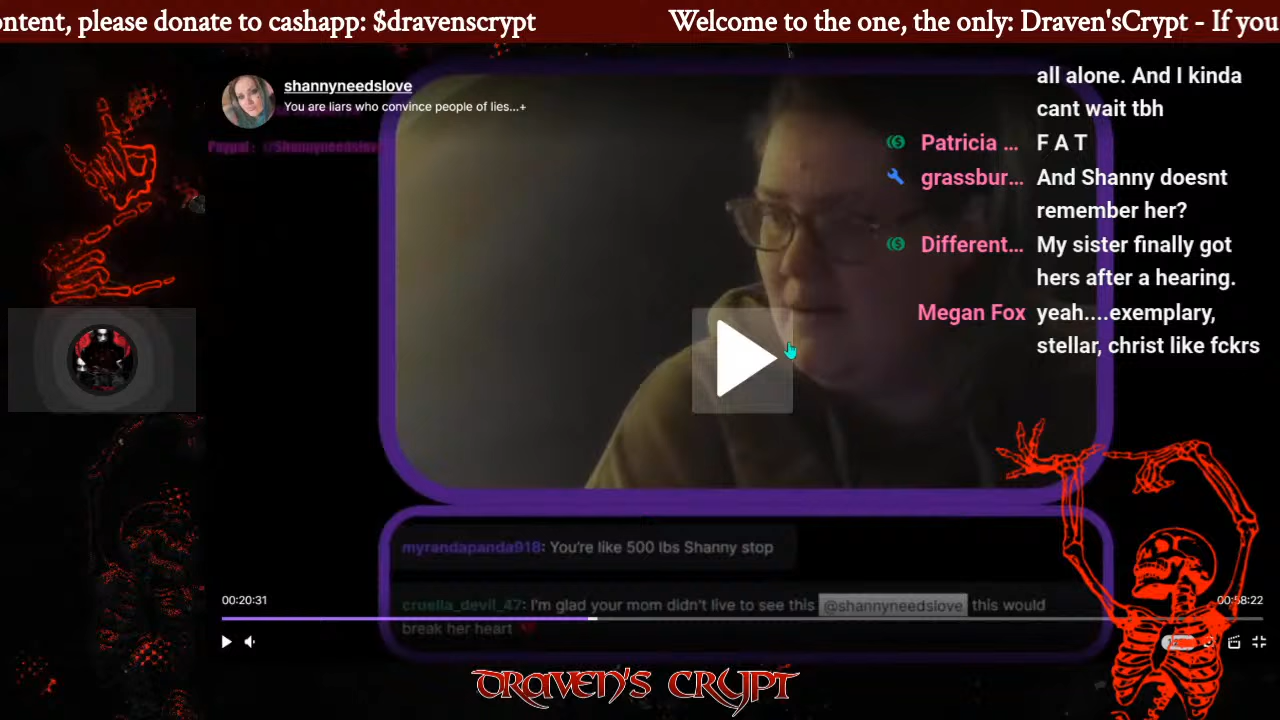 ontent, please donate to cashapp: $dravenscrypt
Welcome to the one, the only: Draven'sCrypt - If you
shannyneedslove
You are liars who convince people of lies...+
Paypal: @Shannyneedslove
all alone. And I kinda
cant wait tbh
Patricia ... F A T
grassbur... And Shanny doesnt
remember her?
Different... My sister finally got
hers after a hearing.
Megan Fox yeah....exemplary,
stellar, christ like fckrs
myrandapanda918: You're like 500 lbs Shanny stop
00:20:31
cruella_devil_47: I'm glad your mom didn't live to see this @shannyneedslove this would
break her heart
00:58:22
DRAVEN'S CRYPT